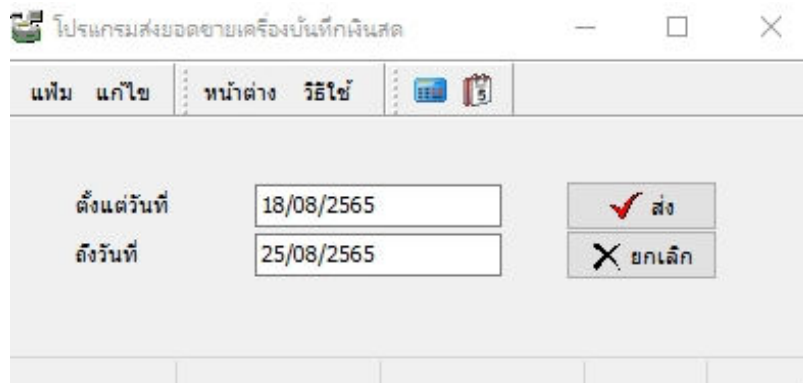 โปรแกรมส่งยอดขายเครื่องบันทึกเงินสด
แฟ้ม แก้ไข หน้าต่าง วิธีใช้ 5
ตั้งแต่วันที่ 18/08/2565 ส่ง
ถึงวันที่ 25/08/2565 ยกเลิก